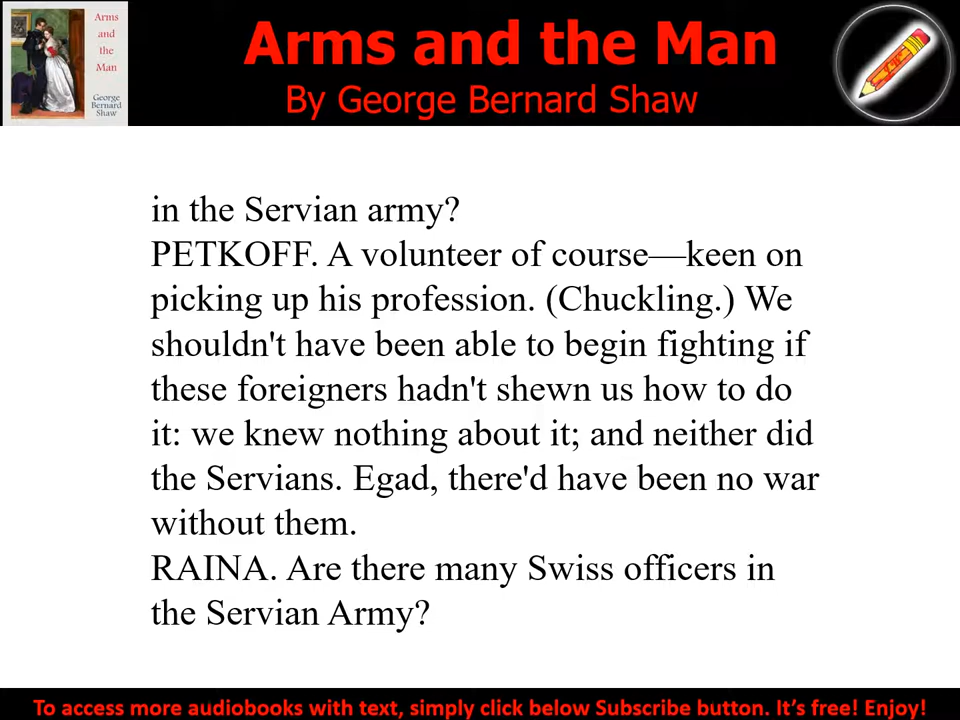 Arms
and
the
Man
George
Bernard
Shaw
Arms and the Man
By George Bernard Shaw
in the Servian army?
PETKOFF. A volunteer of course—keen on
picking up his profession. (Chuckling.) We
shouldn't have been able to begin fighting if
these foreigners hadn't shewn us how to do
it: we knew nothing about it; and neither did
the Servians. Egad, there'd have been no war
without them.
RAINA. Are there many Swiss officers in
the Servian Army?
To access more audiobooks with text, simply click below Subscribe button. It's free! Enjoy!